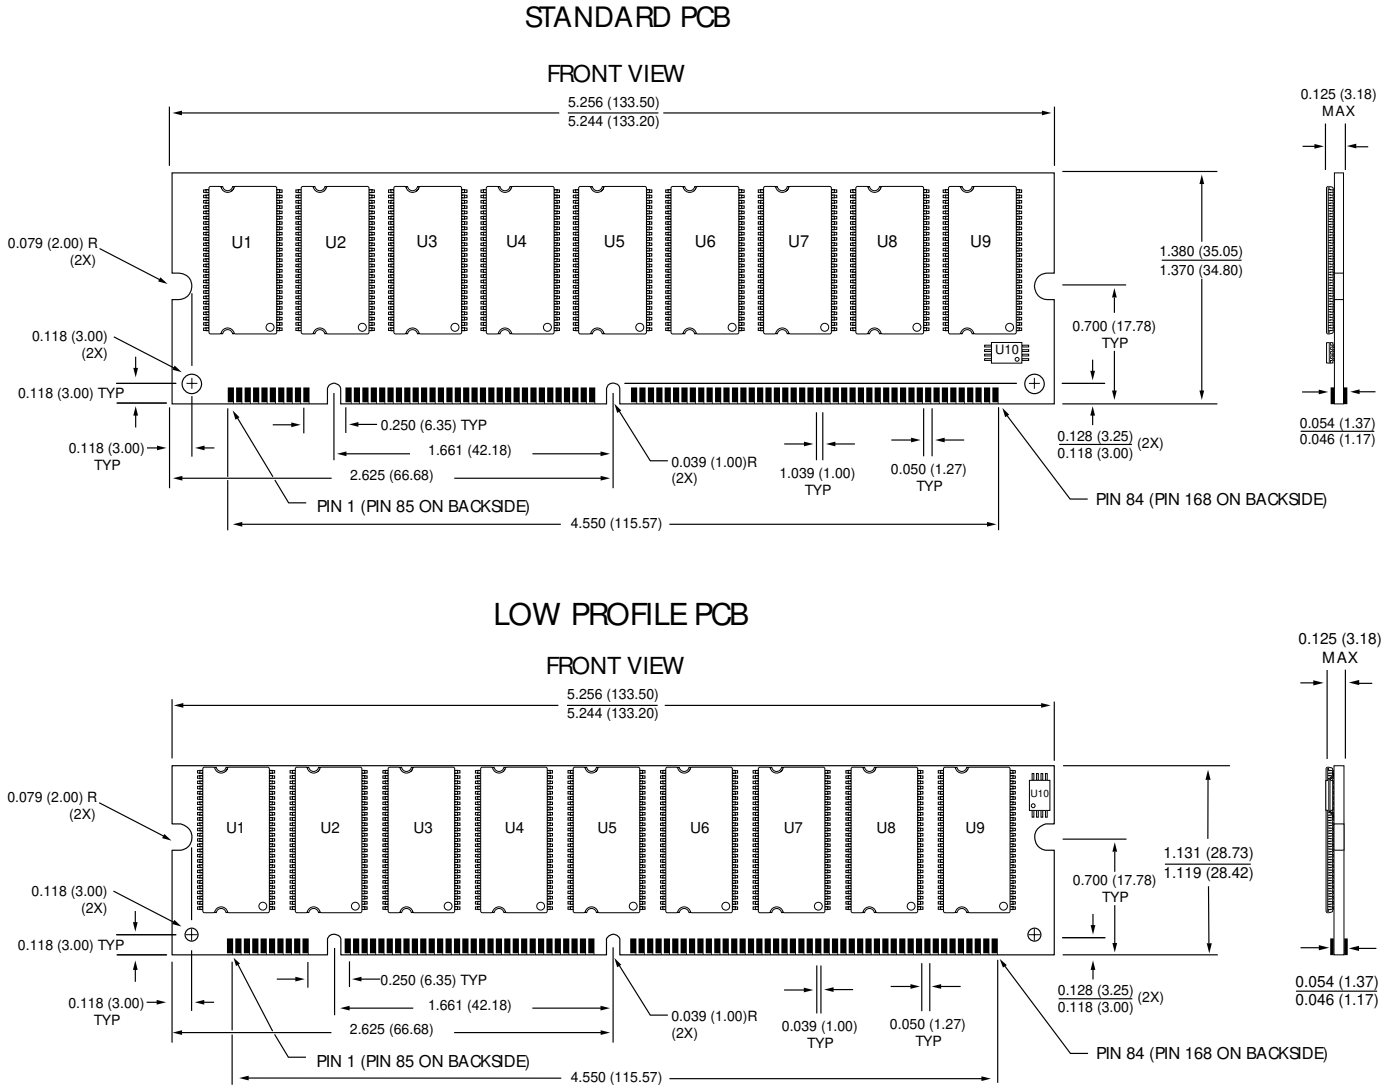 STANDARD PCB
FRONT VIEW
5.256 (133.50)
5.244 (133.20)
0.125 (3.18)
MAX
U1
U2
U3
U4
U5
U6
U7
U8
U9
0.079 (2.00) R
(2X)
1.380 (35.05)
1.370 (34.80)
0.118 (3.00)
(2X)
0.700 (17.78)
TYP
U10
0.118 (3.00) TYP
0.118 (3.00)
TYP
0.250 (6.35) TYP
1.661 (42.18)
2.625 (66.68)
0.039 (1.00)R
(2X)
1.039 (1.00)
TYP
0.050 (1.27)
TYP
0.128 (3.25)
0.118 (3.00)
(2X)
0.054 (1.37)
0.046 (1.17)
PIN 1 (PIN 85 ON BACKSIDE)
PIN 84 (PIN 168 ON BACKSIDE)
4.550 (115.57)
LOW PROFILE PCB
FRONT VIEW
5.256 (133.50)
5.244 (133.20)
0.125 (3.18)
MAX
U1
U2
U3
U4
U5
U6
U7
U8
U9
U10
0.079 (2.00) R
(2X)
1.131 (28.73)
1.119 (28.42)
0.118 (3.00)
(2X)
0.700 (17.78)
TYP
0.118 (3.00) TYP
0.118 (3.00)
TYP
0.250 (6.35) TYP
1.661 (42.18)
2.625 (66.68)
0.039 (1.00)R
(2X)
0.039 (1.00)
TYP
0.050 (1.27)
TYP
0.128 (3.25)
0.118 (3.00)
(2X)
0.054 (1.37)
0.046 (1.17)
PIN 1 (PIN 85 ON BACKSIDE)
PIN 84 (PIN 168 ON BACKSIDE)
4.550 (115.57)